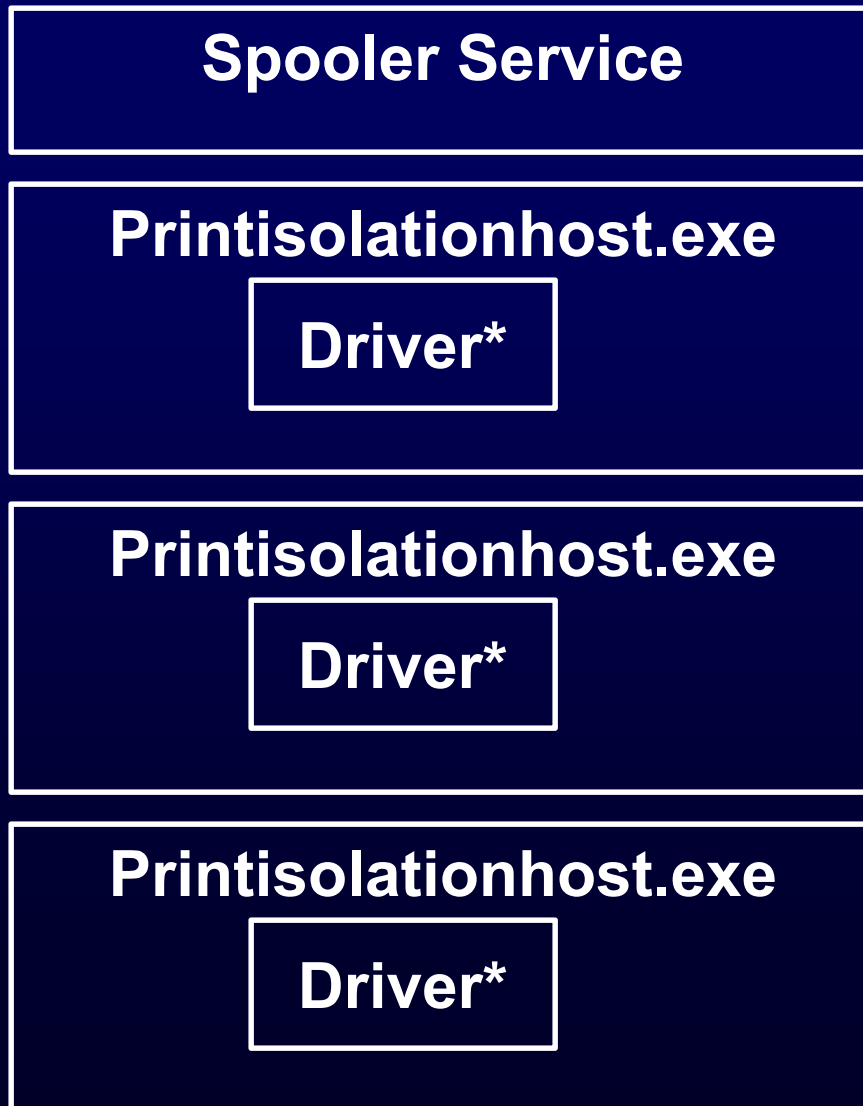 Spooler Service
Printisolationhost.exe
Driver*
Printisolationhost.exe
Driver*
Printisolationhost.exe
Driver*